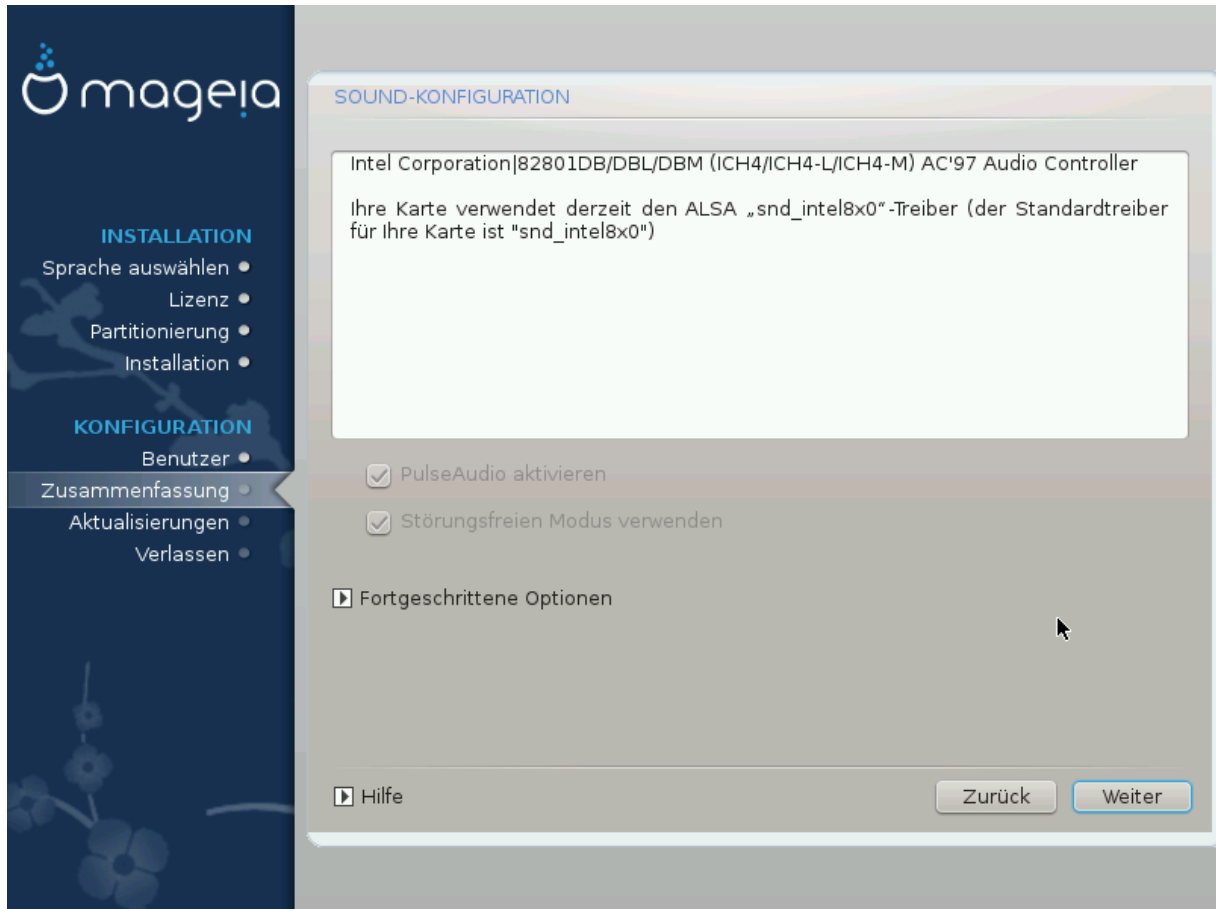 mageia
INSTALLATION
Sprache auswählen
Lizenz
Partitionierung
Installation
KONFIGURATION
Benutzer
Zusammenfassung
Aktualisierungen
Verlassen
SOUND-KONFIGURATION
Intel Corporation|82801DB/DBL/DBM (ICH4/ICH4-L/ICH4-M) AC'97 Audio Controller
Ihre Karte verwendet derzeit den ALSA „snd_intel8x0“-Treiber (der Standardtreiber
für Ihre Karte ist "snd_intel8x0")
PulseAudio aktivieren
Störungsfreien Modus verwenden
Fortgeschrittene Optionen
Hilfe
Zurück
Weiter